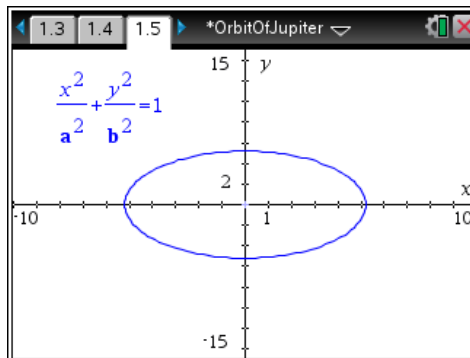 1.3 1.4 1.5 *OrbitOfJupiter
15 y
x²/a² + y²/b² =1
2
x
-10 1 10
-15